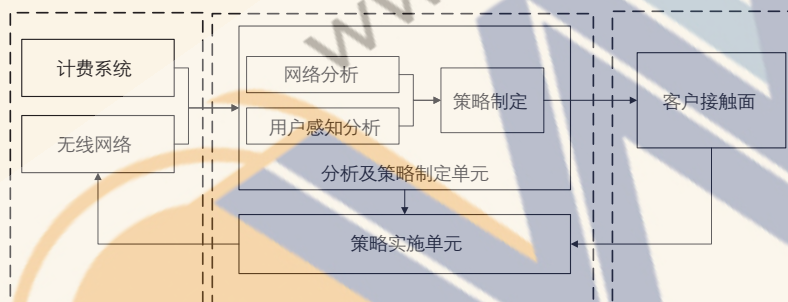 计费系统
无线网络
网络分析
用户感知分析
策略制定
分析及策略制定单元
策略实施单元
客户接触面